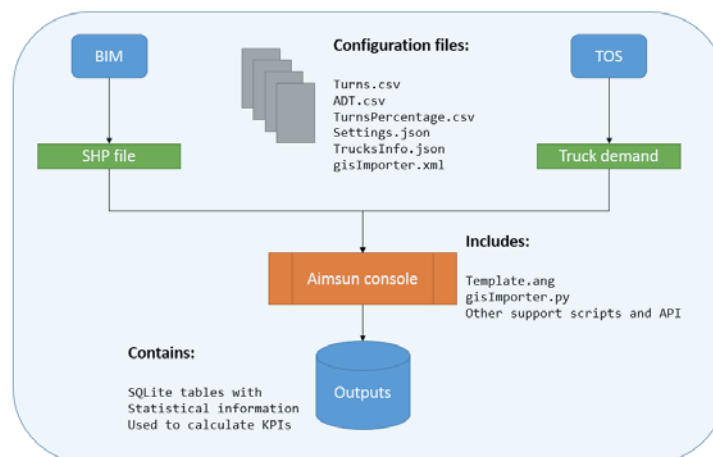 BIM
Configuration files:
TOS
Turns.csv
ADT.csv
TurnsPercentage.csv
Settings.json
TrucksInfo.json
gisImporter.xml
SHP file
Truck demand
Includes:
Aimsun console
Template.ang
gisImporter.py
Other support scripts and API
Contains:
SQLite tables with
Statistical information
Used to calculate KPIs
Outputs